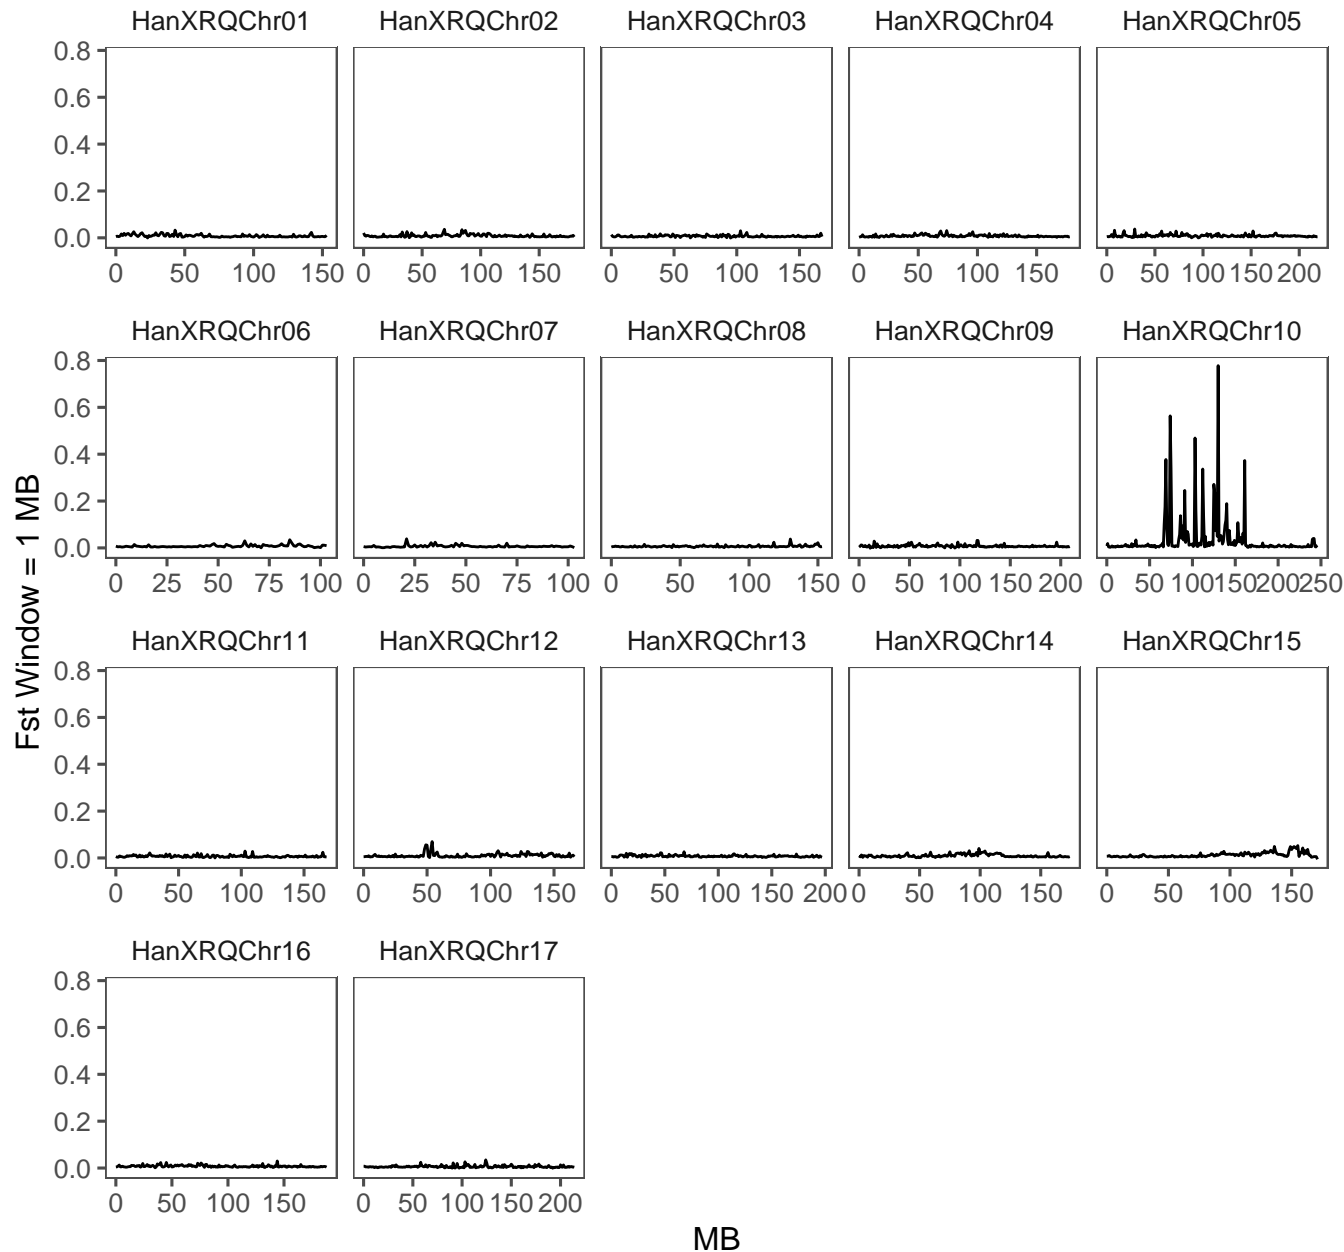 HanXRQChr01 HanXRQChr02 HanXRQChr03 HanXRQChr04 HanXRQChr05
0.8
0.6
0.4
0.2
0.0
0 50 100 150 0 50 100 150 0 50 100 150 0 50 100 150 0 50 100 150 200
HanXRQChr06 HanXRQChr07 HanXRQChr08 HanXRQChr09 HanXRQChr10
0.8
0.6
0.4
0.2
0.0
0 25 50 75 100 0 25 50 75 100 0 50 100 150 0 50 100 150 200 0 50 100 150 200 250
Fst Window = 1 MB
HanXRQChr11 HanXRQChr12 HanXRQChr13 HanXRQChr14 HanXRQChr15
0.8
0.6
0.4
0.2
0.0
0 50 100 150 0 50 100 150 0 50 100 150 200 0 50 100 150 0 50 100 150
HanXRQChr16 HanXRQChr17
0.8
0.6
0.4
0.2
0.0
0 50 100 150 0 50 100 150 200
MB